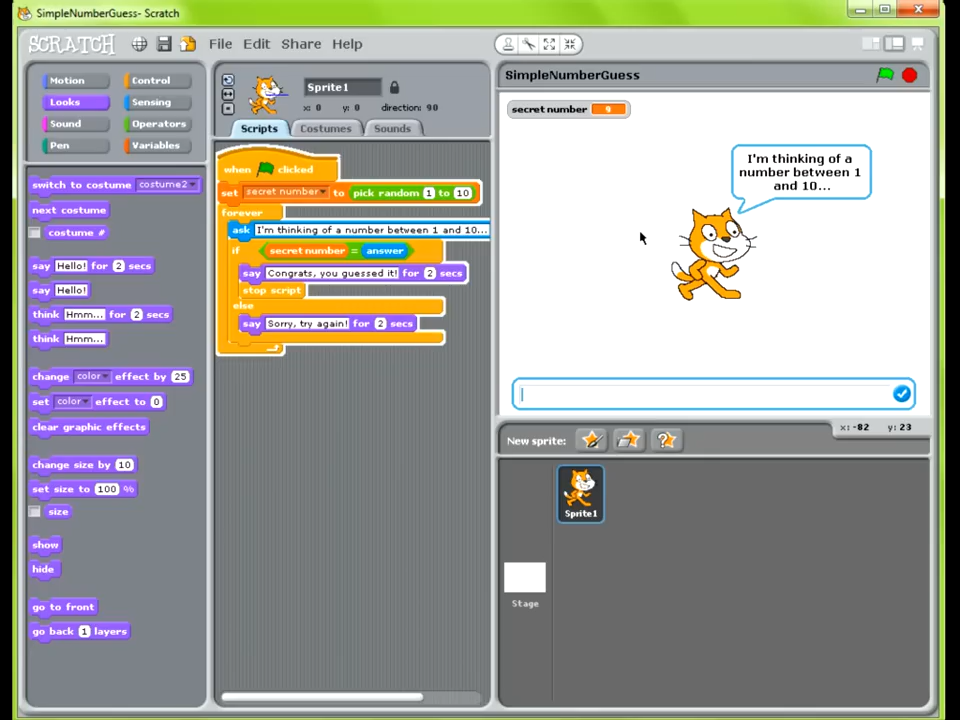 SimpleNumberGuess- Scratch
SCRATCH File Edit Share Help
Motion Control
Looks Sensing
Sound Operators
Pen Variables
switch to costume costume2
next costume
costume #
say Hello! for 2 secs
say Hello!
think Hmm... for 2 secs
think Hmm...
change color effect by 25
set color effect to 0
clear graphic effects
change size by 10
set size to 100 %
size
show
hide
go to front
go back 1 layers
Sprite1
x: 0 y: 0 direction: 90
Scripts Costumes Sounds
when clicked
set secret number to pick random 1 to 10
forever
ask I'm thinking of a number between 1 and 10...
if secret number = answer
say Congrats, you guessed it! for 2 secs
stop script
else
say Sorry, try again! for 2 secs
SimpleNumberGuess
secret number 9
I'm thinking of a
number between 1
and 10...
x: -82 y: 23
New sprite:
Sprite1
Stage